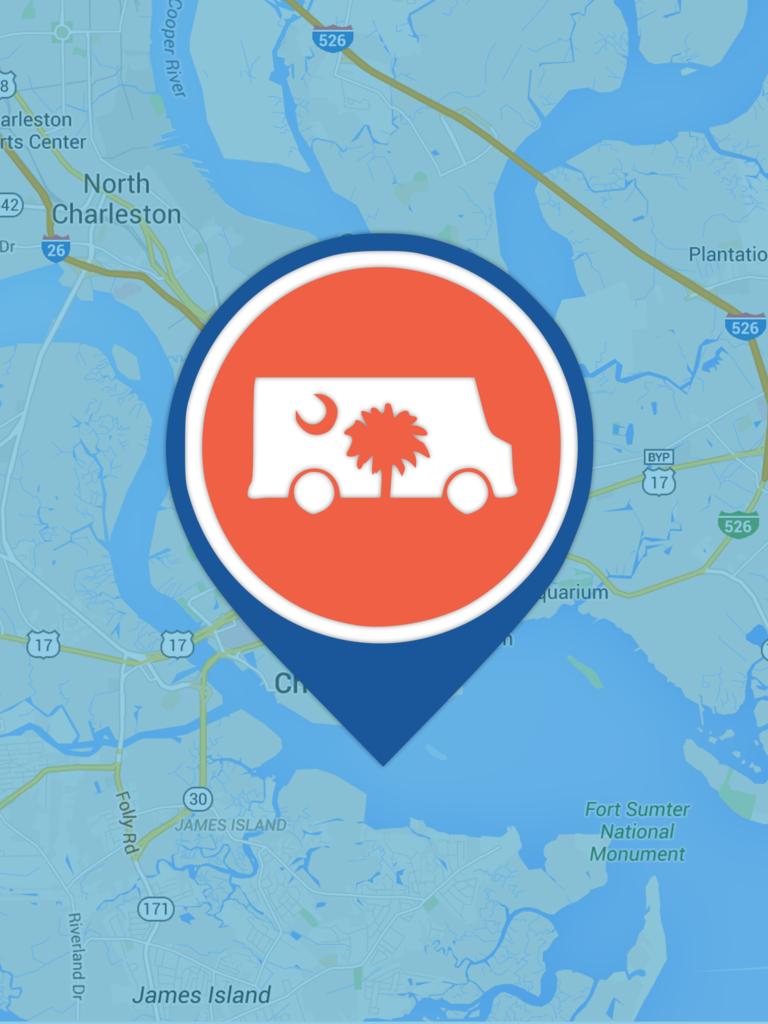 Cooper River
526
8
arleston
rts Center
North
Charleston
42
Dr
26
Plantatio
526
BYP
17
526
quarium
17
17
Ch
30
JAMES ISLAND
Folly Rd
Fort Sumter
National
Monument
171
Riverland Dr
James Island